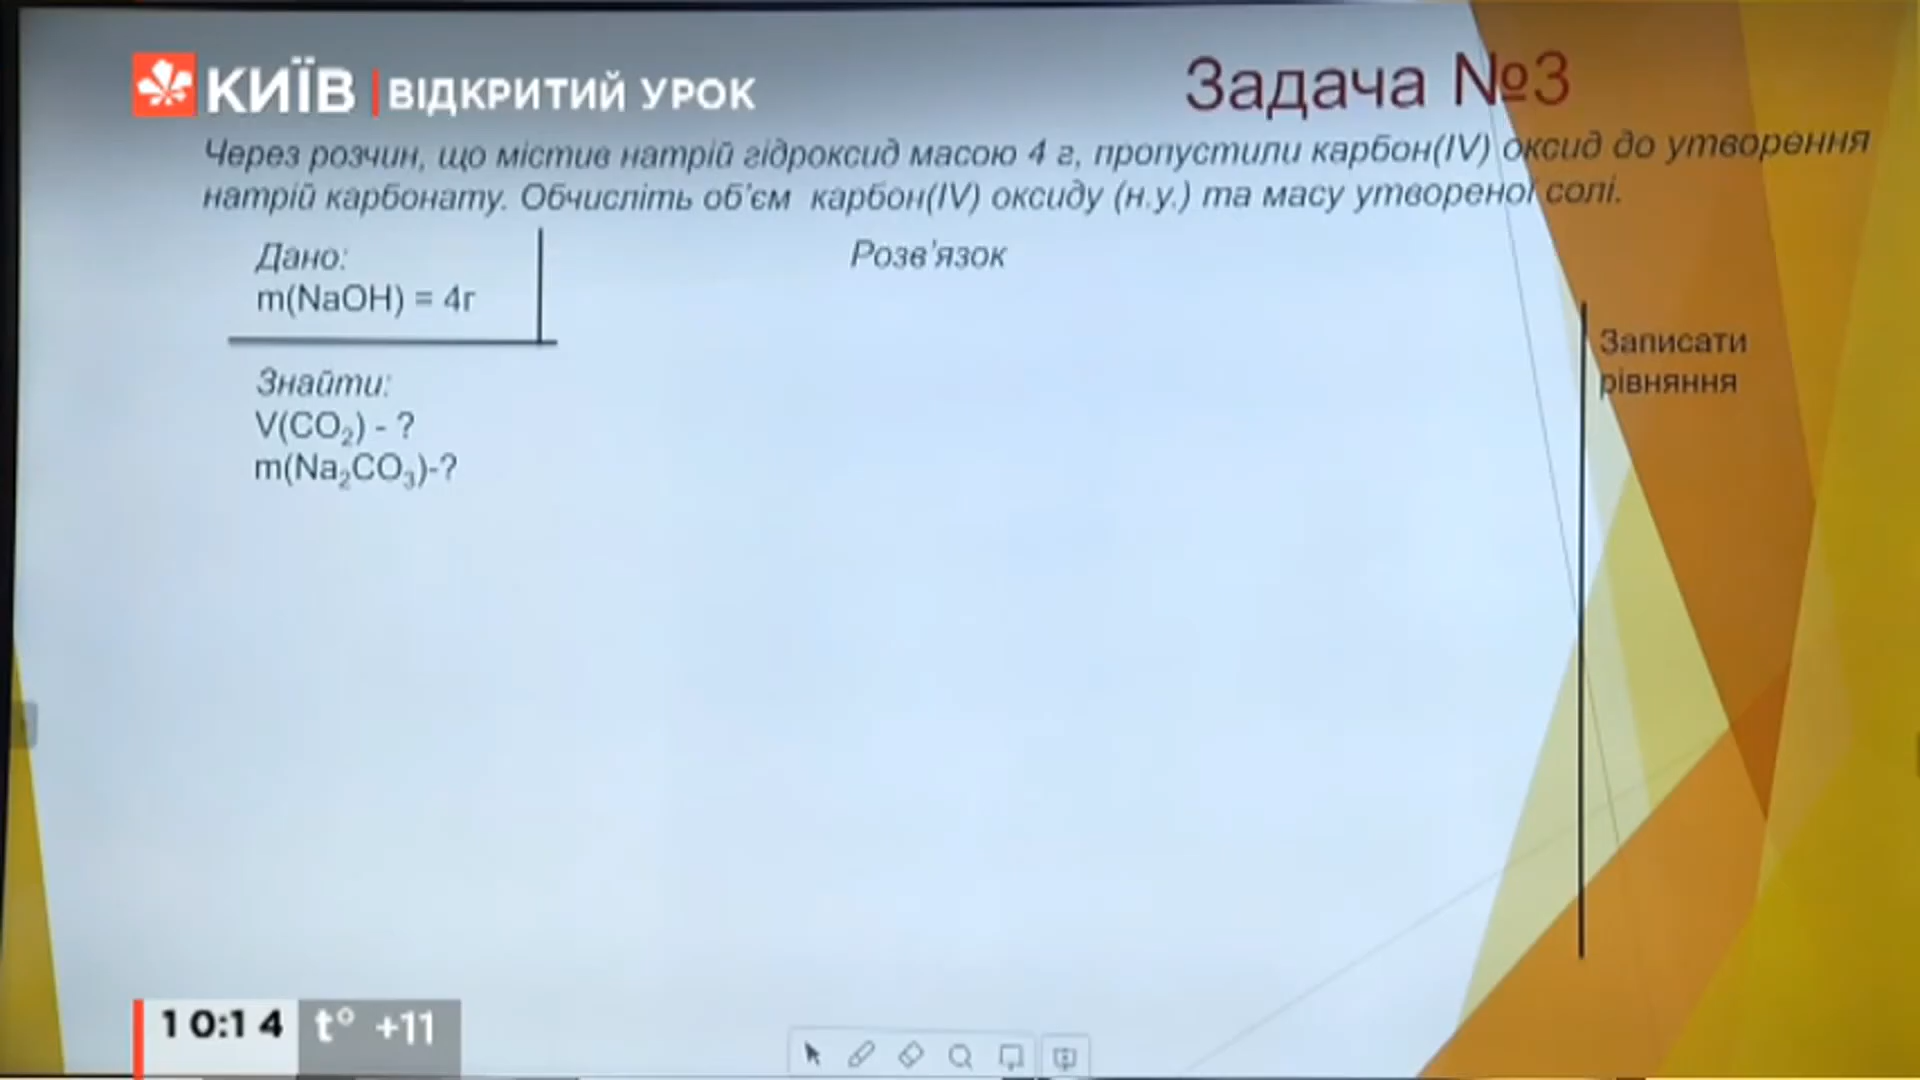 КИЇВ | ВІДКРИТИЙ УРОК
Задача №3
Через розчин, що містив натрій гідроксид масою 4 г, пропустили карбон(IV) оксид до утворення
натрій карбонату. Обчисліть об'єм карбон(IV) оксиду (н.у.) та масу утвореної солі.
Дано:
m(NaOH) = 4г
Розв'язок
Записати
рівняння
Знайти:
V(CO₂) - ?
m(Na₂CO₃)-?
10:14 t° +11